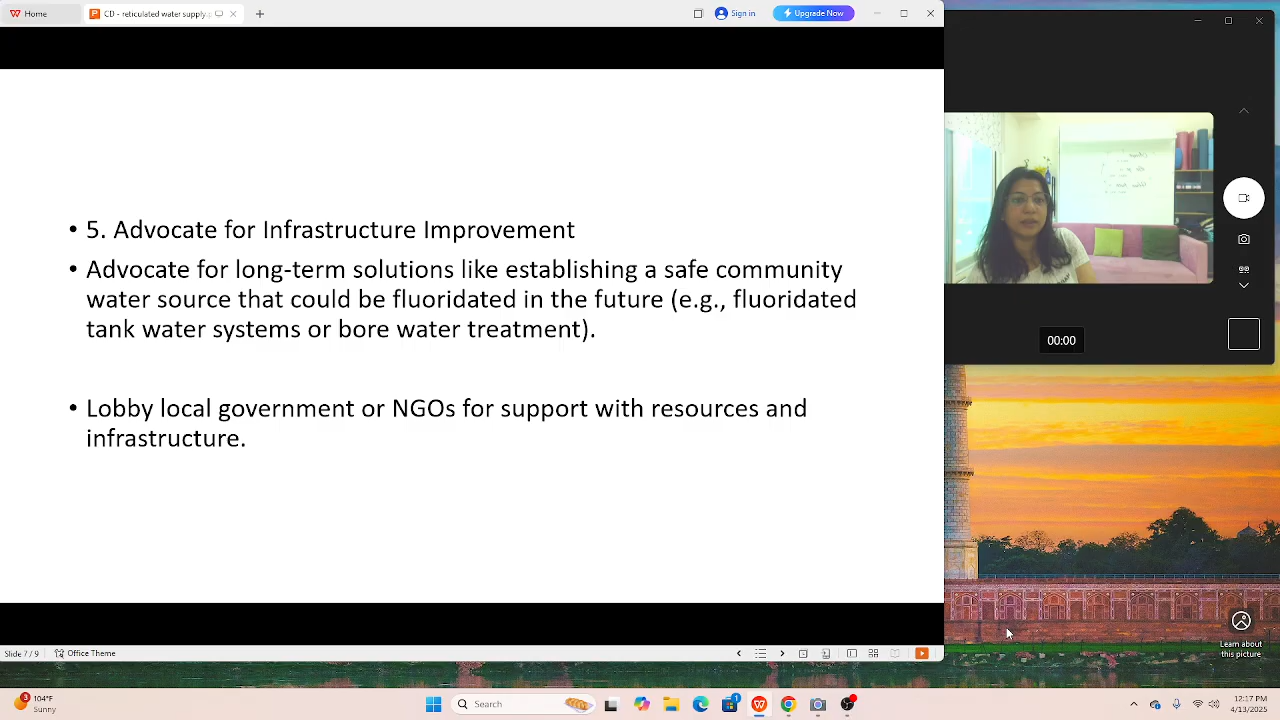 Home
CD - reticulated water supply.
Sign in
Upgrade Now
• 5. Advocate for Infrastructure Improvement
• Advocate for long-term solutions like establishing a safe community
water source that could be fluoridated in the future (e.g., fluoridated
tank water systems or bore water treatment).
• Lobby local government or NGOs for support with resources and
infrastructure.
00:00
Learn about
this picture
Slide 7 / 9
Office Theme
3
104°F
Sunny
Search
1
12:17 PM
4/13/2025